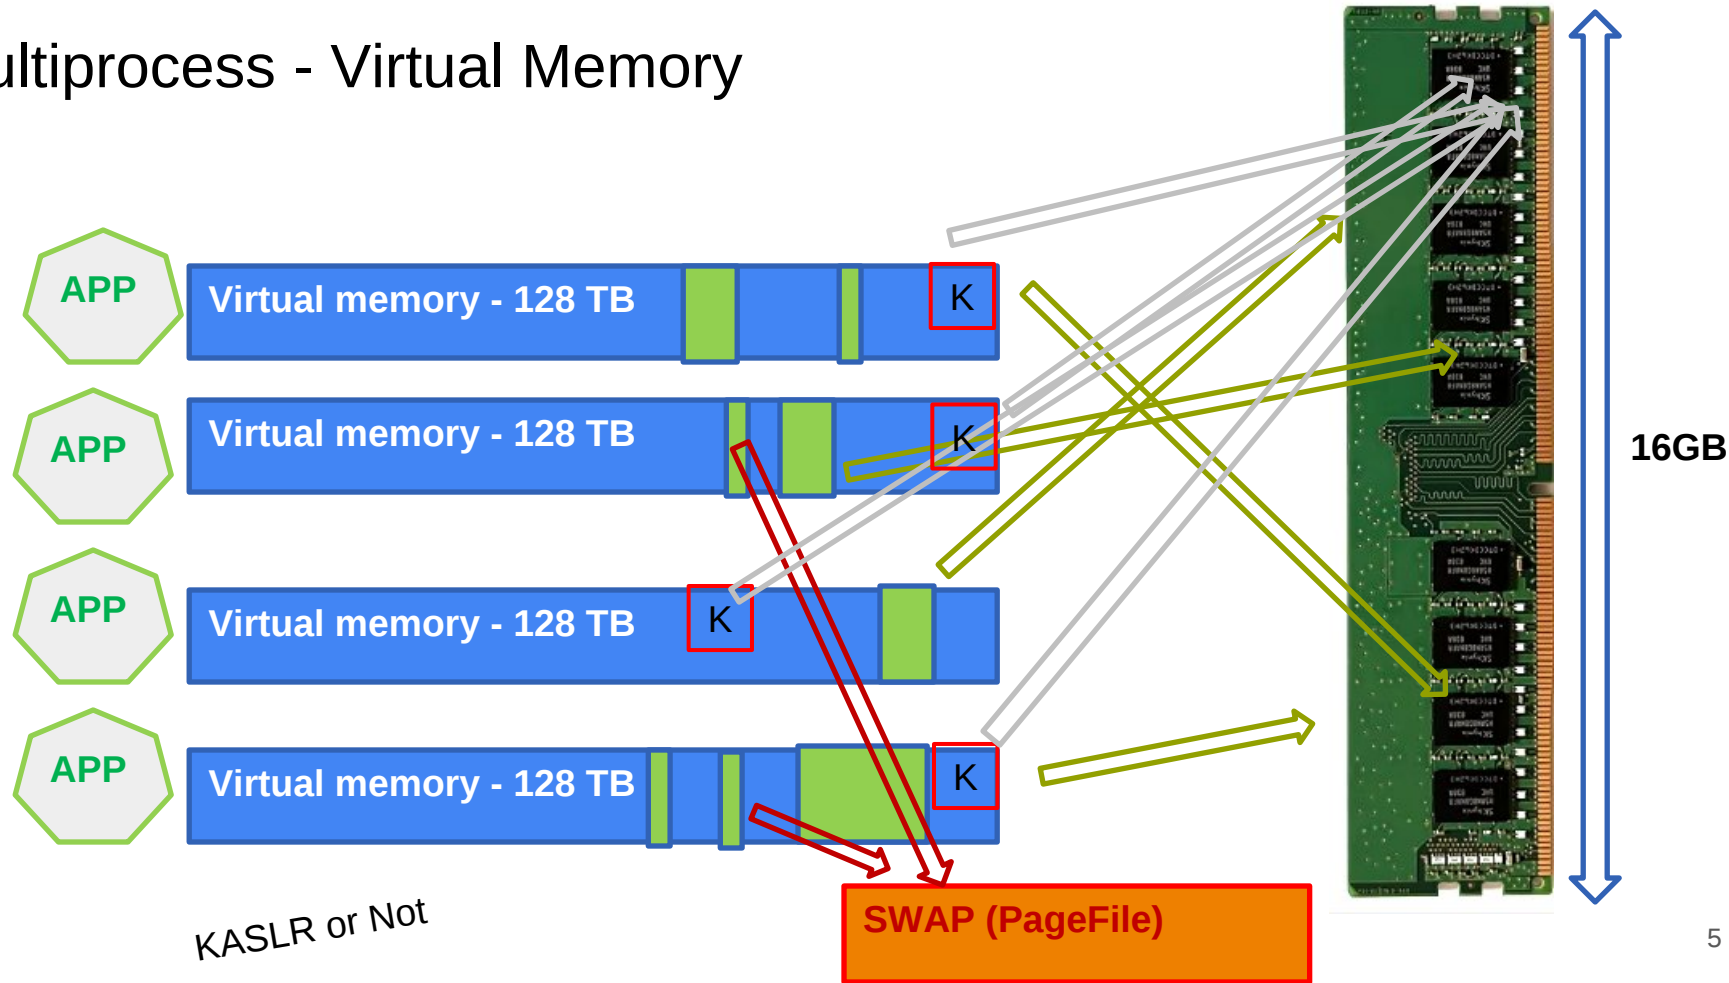 ultiprocess - Virtual Memory
APP
Virtual memory - 128 TB
K
APP
Virtual memory - 128 TB
K
16GB
APP
Virtual memory - 128 TB
K
APP
Virtual memory - 128 TB
K
KASLR or Not
SWAP (PageFile)
5